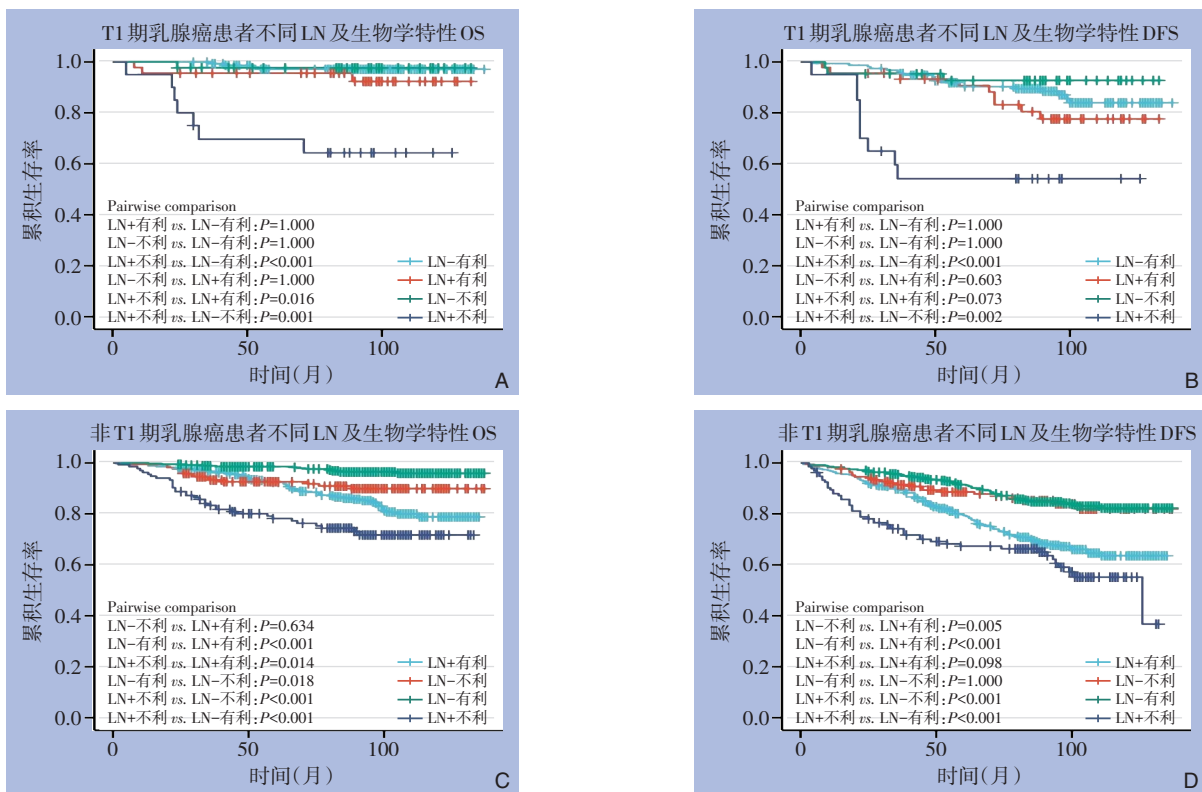 T1期乳腺癌患者不同LN及生物学特性OS
1.0
0.8
0.6
0.4
0.2
0.0
累积生存率
Pairwise comparison
LN+有利 vs. LN-有利:P=1.000
LN-不利 vs. LN-有利:P=1.000
LN+不利 vs. LN-有利:P<0.001
LN-不利 vs. LN+有利:P=1.000
LN+不利 vs. LN+有利:P=0.016
LN+不利 vs. LN-不利:P=0.001
LN-有利
LN+有利
LN-不利
LN+不利
0 50 100
时间(月)
A
T1期乳腺癌患者不同LN及生物学特性DFS
1.0
0.8
0.6
0.4
0.2
0.0
累积生存率
Pairwise comparison
LN+有利 vs. LN-有利:P=1.000
LN-不利 vs. LN-有利:P=1.000
LN+不利 vs. LN-有利:P<0.001
LN-不利 vs. LN+有利:P=0.603
LN+不利 vs. LN+有利:P=0.073
LN+不利 vs. LN-不利:P=0.002
LN-有利
LN+有利
LN-不利
LN+不利
0 50 100
时间(月)
B
非T1期乳腺癌患者不同LN及生物学特性OS
1.0
0.8
0.6
0.4
0.2
0.0
累积生存率
Pairwise comparison
LN-不利 vs. LN+有利:P=0.634
LN-有利 vs. LN+有利:P<0.001
LN+不利 vs. LN+有利:P=0.014
LN-有利 vs. LN-不利:P=0.018
LN+不利 vs. LN-不利:P<0.001
LN+不利 vs. LN-有利:P<0.001
LN+有利
LN-不利
LN-有利
LN+不利
0 50 100
时间(月)
C
非T1期乳腺癌患者不同LN及生物学特性DFS
1.0
0.8
0.6
0.4
0.2
0.0
累积生存率
Pairwise comparison
LN-不利 vs. LN+有利:P=0.005
LN-有利 vs. LN+有利:P<0.001
LN+不利 vs. LN+有利:P=0.098
LN-有利 vs. LN-不利:P=1.000
LN+不利 vs. LN-不利:P<0.001
LN+不利 vs. LN-有利:P<0.001
LN+有利
LN-不利
LN-有利
LN+不利
0 50 100
时间(月)
D